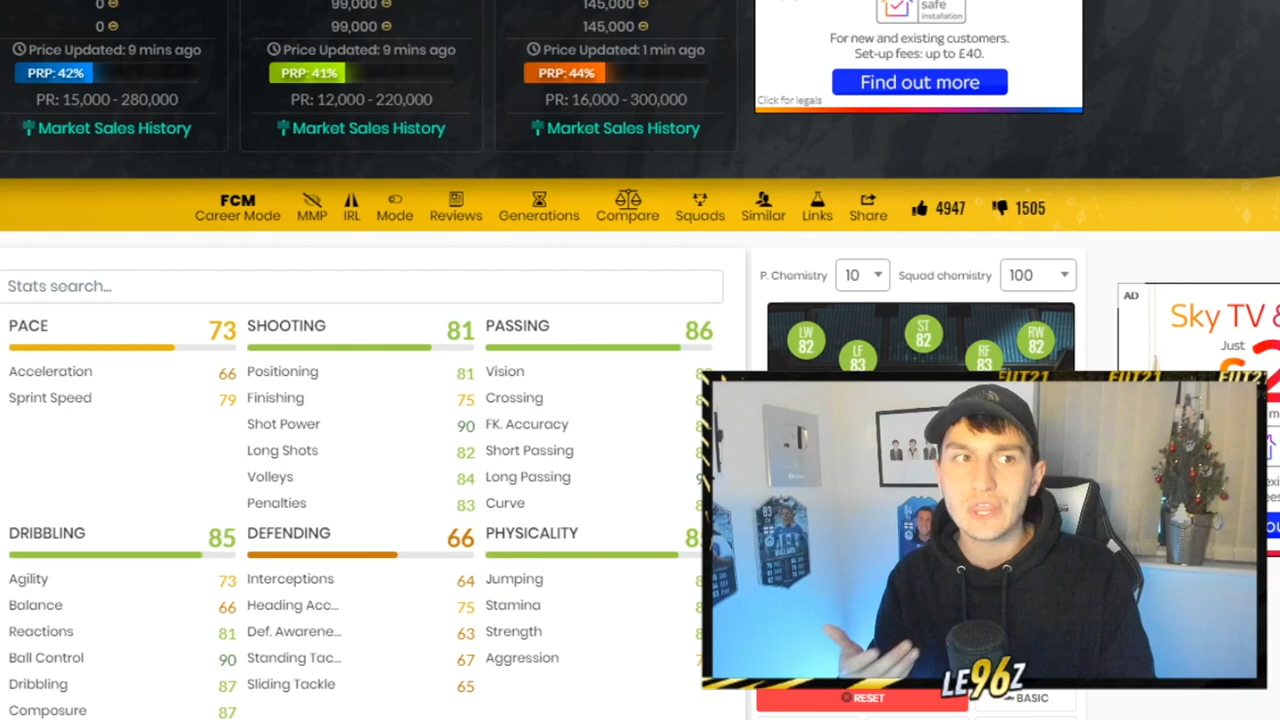 0
99,000
145,000
0
99,000
145,000
safe
installation
For new and existing customers.
Set-up fees: up to £40.
Find out more
Click for legals
Price Updated: 9 mins ago
Price Updated: 9 mins ago
Price Updated: 1 min ago
PRP: 42%
PRP: 41%
PRP: 44%
PR: 15,000 - 280,000
PR: 12,000 - 220,000
PR: 16,000 - 300,000
Market Sales History
Market Sales History
Market Sales History
FCM
Career Mode
MMP
IRL
Mode
Reviews
Generations
Compare
Squads
Similar
Links
Share
4947
1505
Stats search...
P. Chemistry 10
Squad chemistry 100
PACE 73
SHOOTING 81
PASSING 86
Acceleration 66
Positioning 81
Vision
Sprint Speed 79
Finishing 75
Crossing
Shot Power 90
FK. Accuracy
Long Shots 82
Short Passing
Volleys 84
Long Passing
Penalties 83
Curve
DRIBBLING 85
DEFENDING 66
PHYSICALITY
Agility 73
Interceptions 64
Jumping
Balance 66
Heading Acc... 75
Stamina
Reactions 81
Def. Awarene... 63
Strength
Ball Control 90
Standing Tac... 67
Aggression
Dribbling 87
Sliding Tackle 65
Composure 87
LW
82
ST
82
RW
82
LF
83
RF
83
AD
Sky TV &
Just
FUT21
FUT21
FUT21
83
LE96Z
RESET
BASIC